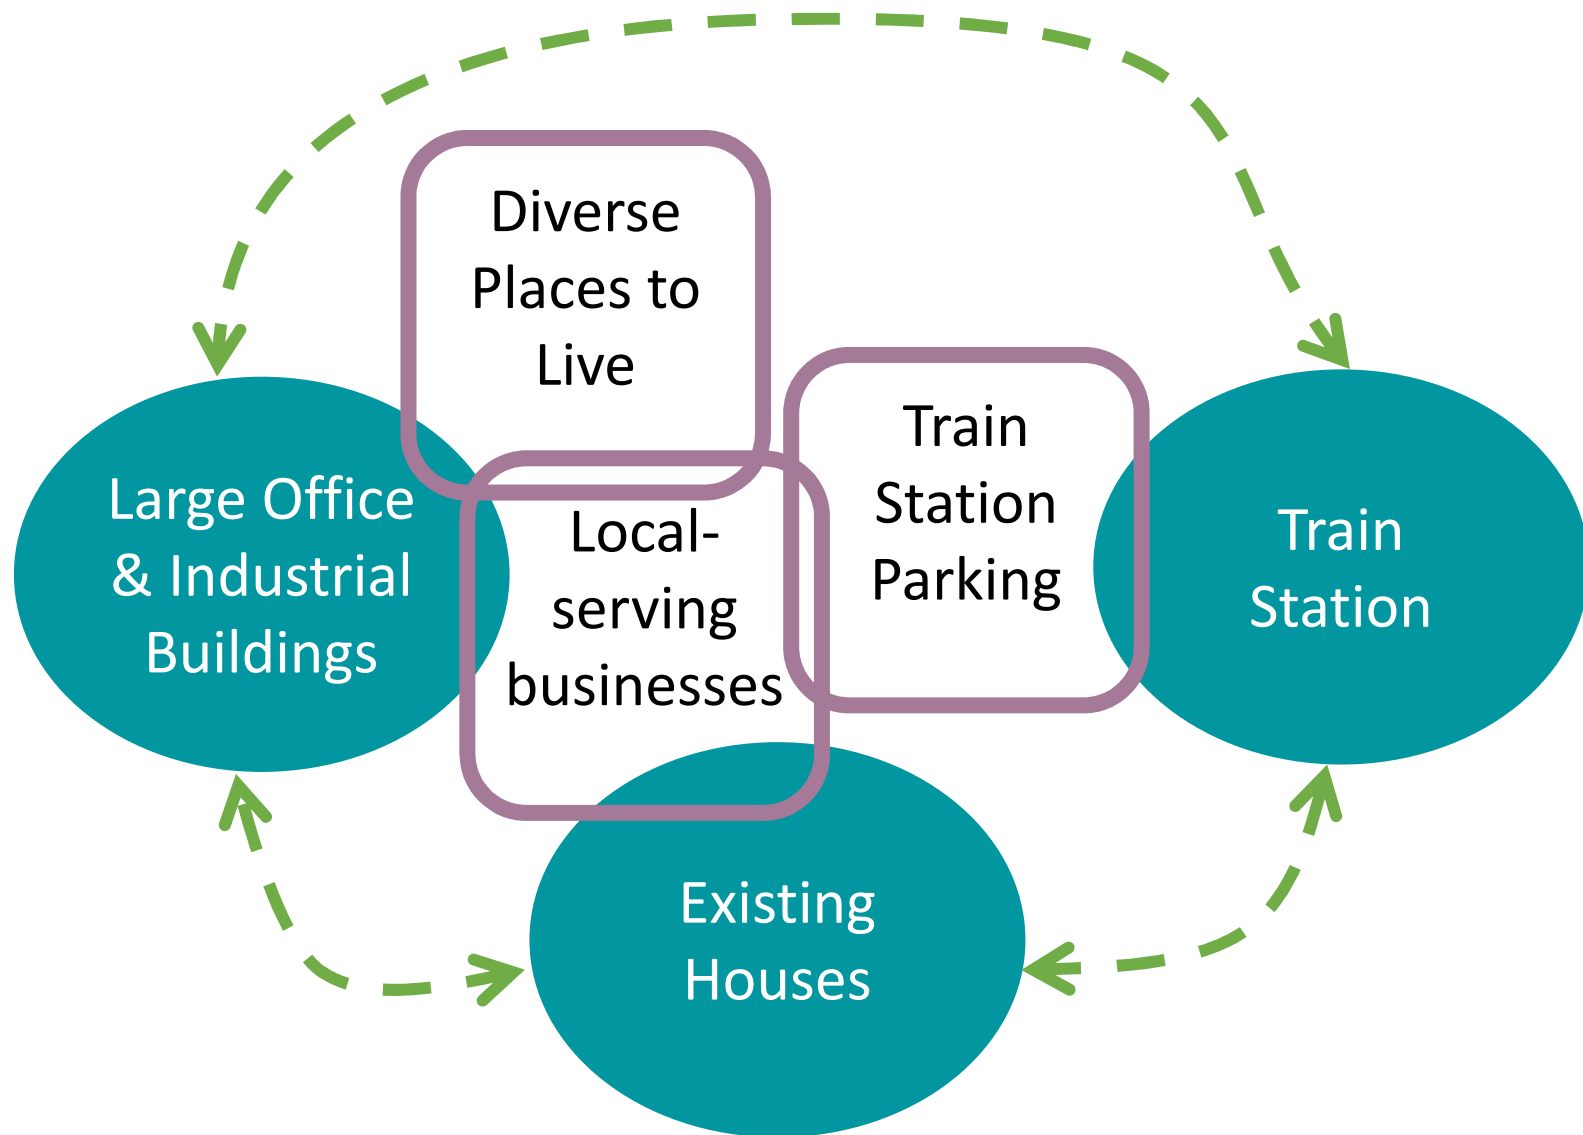 Diverse
Places to
Live
Large Office
& Industrial
Buildings
Local-
serving
businesses
Train
Station
Parking
Train
Station
Existing
Houses